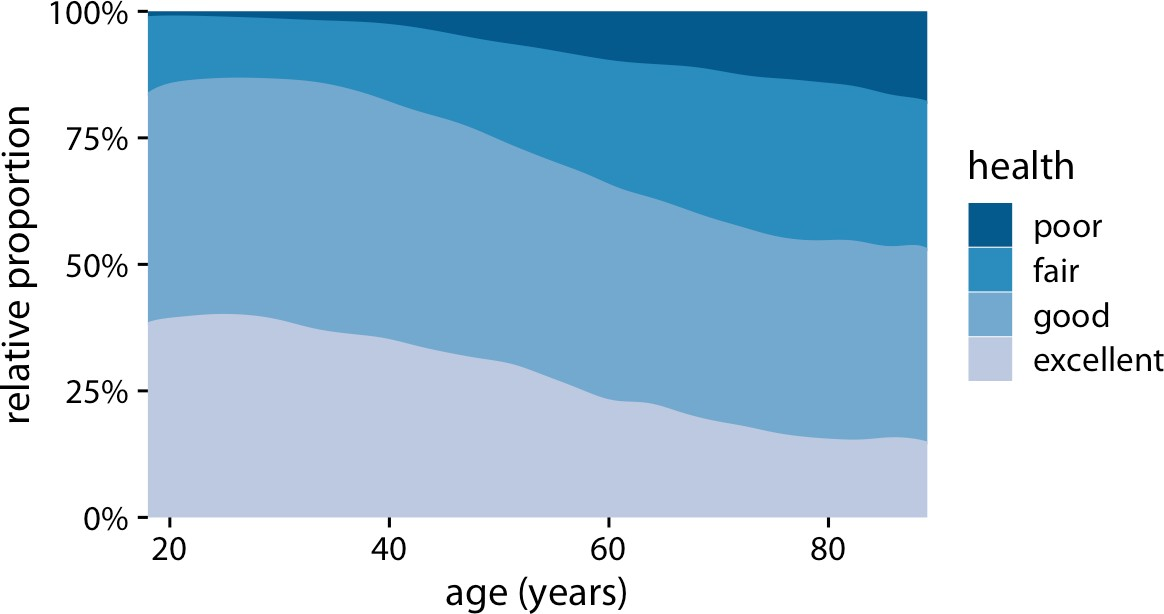 100%
75%
50%
25%
0%
relative proportion
20 40 60 80
age (years)
health
poor
fair
good
excellent